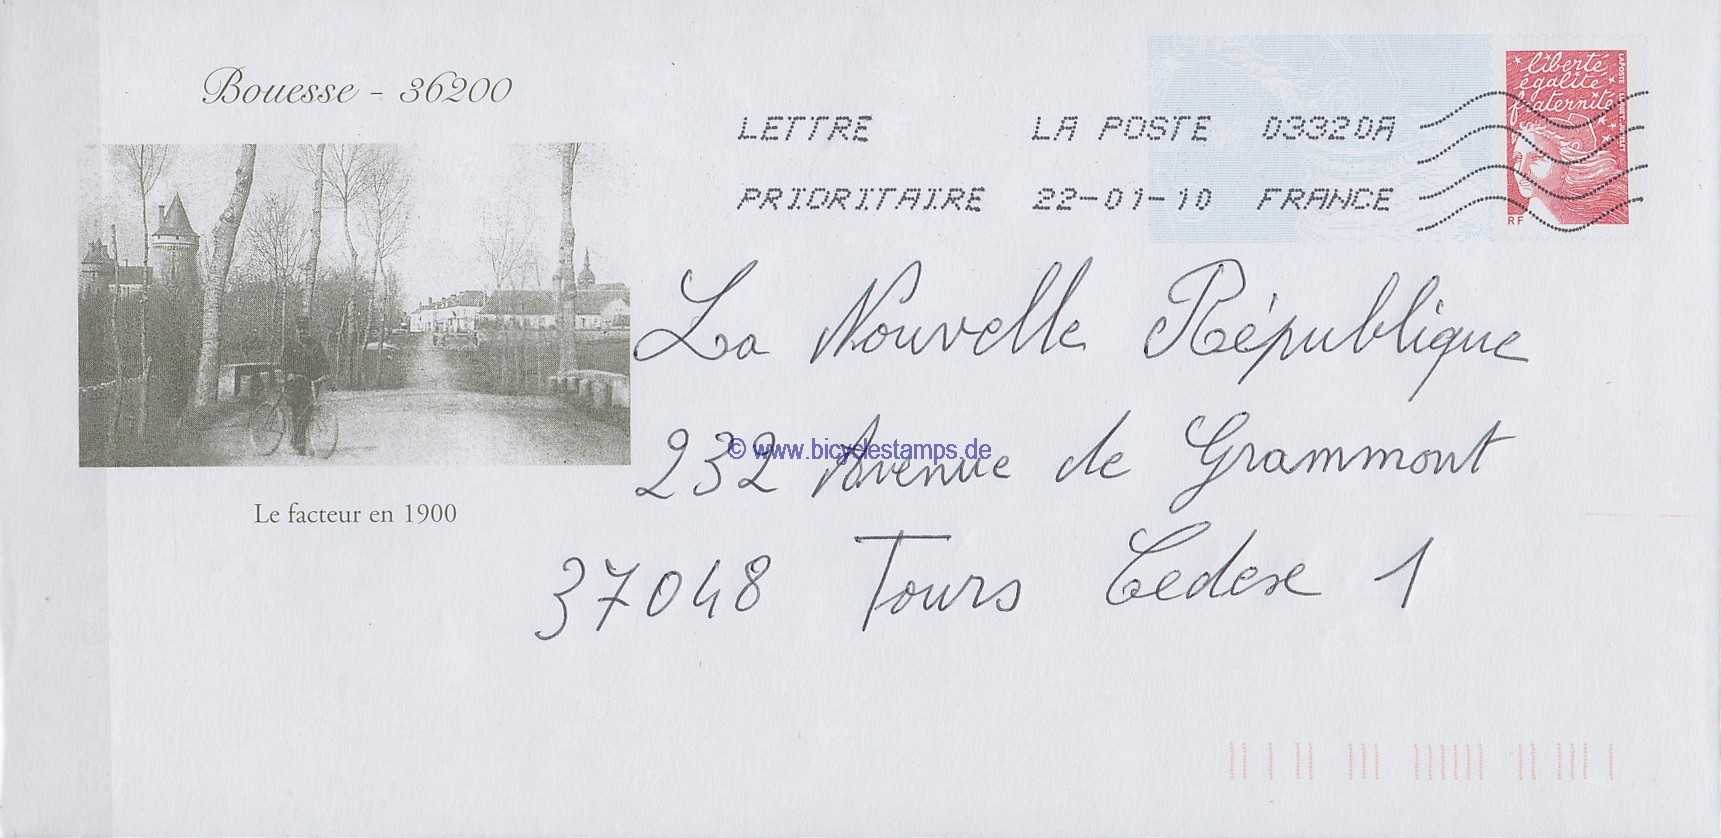 Bouesse - 36200
LETTRE LA POSTE 03320A
PRIORITAIRE 22-01-10 FRANCE
liberté
égalité
fraternité
RF
La Nouvelle République
232 Avenue de Grammont
37048 Tours Cedex 1
© www.bicyclestamps.de
Le facteur en 1900